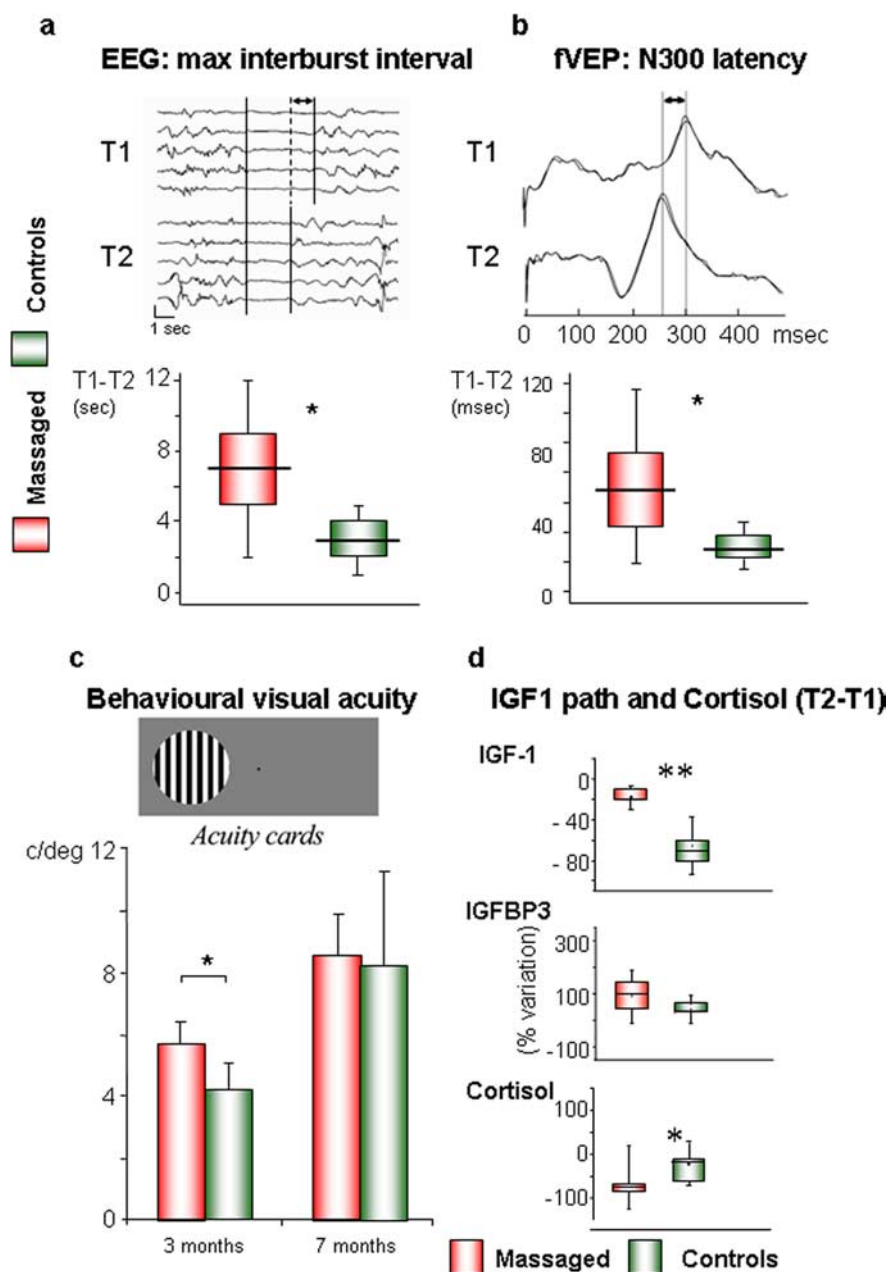 a
EEG: max interburst interval
T1
T2
1 sec
Controls
Massaged
T1-T2
(sec)
12
8
4
0
*
b
fVEP: N300 latency
T1
T2
0 100 200 300 400 msec
T1-T2
(msec)
120
80
40
0
*
c
Behavioural visual acuity
Acuity cards
c/deg 12
8
4
0
*
3 months 7 months
d
IGF1 path and Cortisol (T2-T1)
IGF-1
0
- 40
- 80
**
IGFBP3
(% variation)
300
100
-100
Cortisol
100
0
-100
*
Massaged Controls